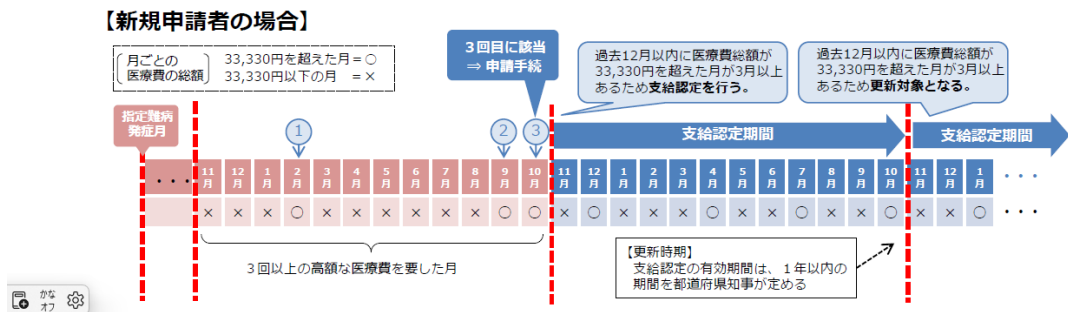 【新規申請者の場合】
月ごとの
医療費の総額
33,330円を超えた月＝○
33,330円以下の月 ＝×
3回目に該当
⇒ 申請手続
過去12月以内に医療費総額が
33,330円を超えた月が3月以上
あるため支給認定を行う。
過去12月以内に医療費総額が
33,330円を超えた月が3月以上
あるため更新対象となる。
指定難病
発症月
① ② ③
支給認定期間 支給認定期間
・・・ 11月 12月 1月 2月 3月 4月 5月 6月 7月 8月 9月 10月 11月 12月 1月 2月 3月 4月 5月 6月 7月 8月 9月 10月 11月 12月 1月 ・・・
× × × ○ × × × × × × ○ ○ × ○ × × × ○ × × ○ × × ○ × × ○ ・・・
3回以上の高額な医療費を要した月
【更新時期】
支給認定の有効期間は、1年以内の
期間を都道府県知事が定める
かな
オフ